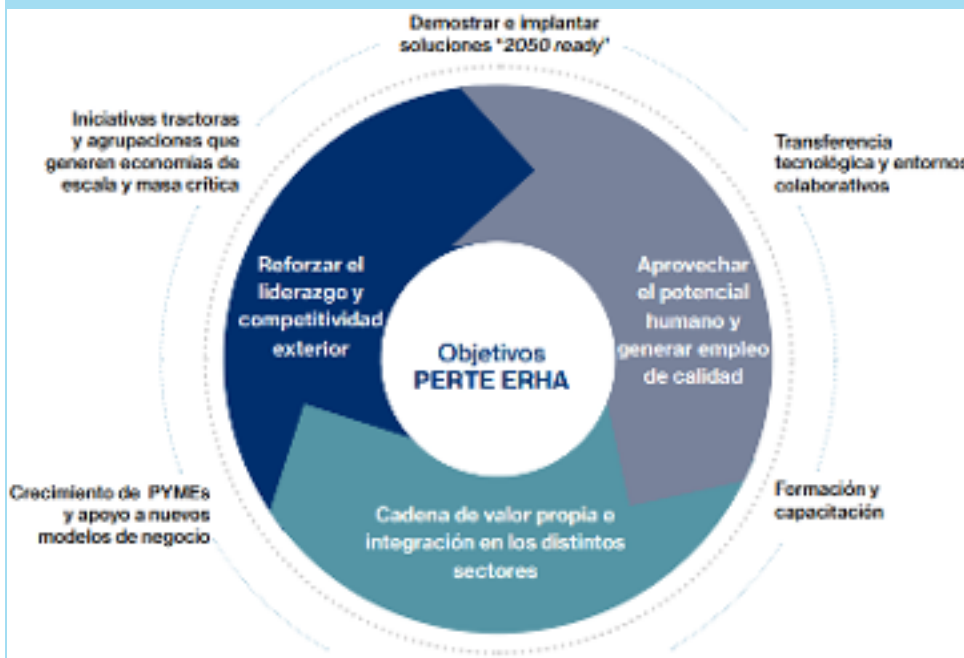 Demostrar e implantar
soluciones "2050 ready"
Iniciativas tractoras
y agrupaciones que
generen economías de
escala y masa crítica
Transferencia
tecnológica y entornos
colaborativos
Reforzar el
liderazgo y
competitividad
exterior
Aprovechar
el potencial
humano y
generar empleo
de calidad
Objetivos
PERTE ERHA
Crecimiento de PYMEs
y apoyo a nuevos
modelos de negocio
Formación y
capacitación
Cadena de valor propia e
integración en los distintos
sectores